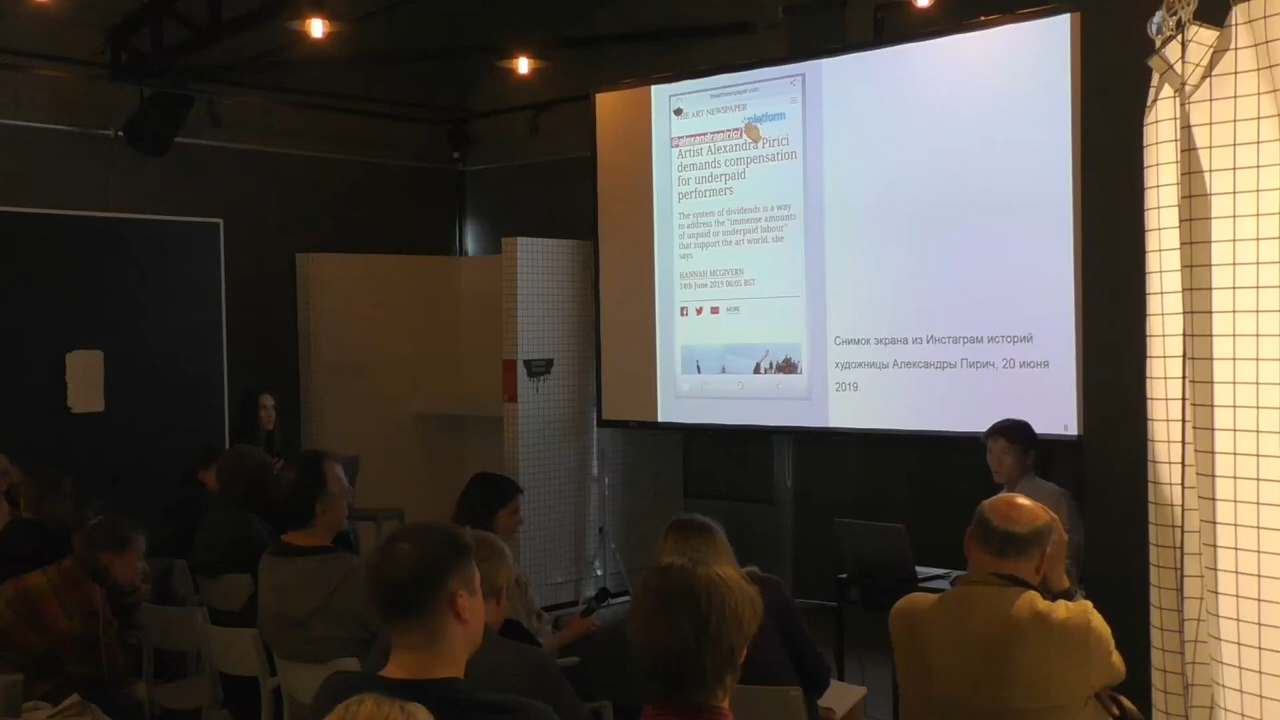 theartnewspaper.com
THE ART NEWSPAPER
platform
@alexandrapirici
Artist Alexandra Pirici
demands compensation
for underpaid
performers
The system of dividends is a way
to address the "immense amounts
of unpaid or underpaid labour"
that support the art world, she
says
HANNAH MCGIVERN
14th June 2019 06:05 BST
MORE
Снимок экрана из Инстаграм историй
художницы Александры Пирич, 20 июня
2019.